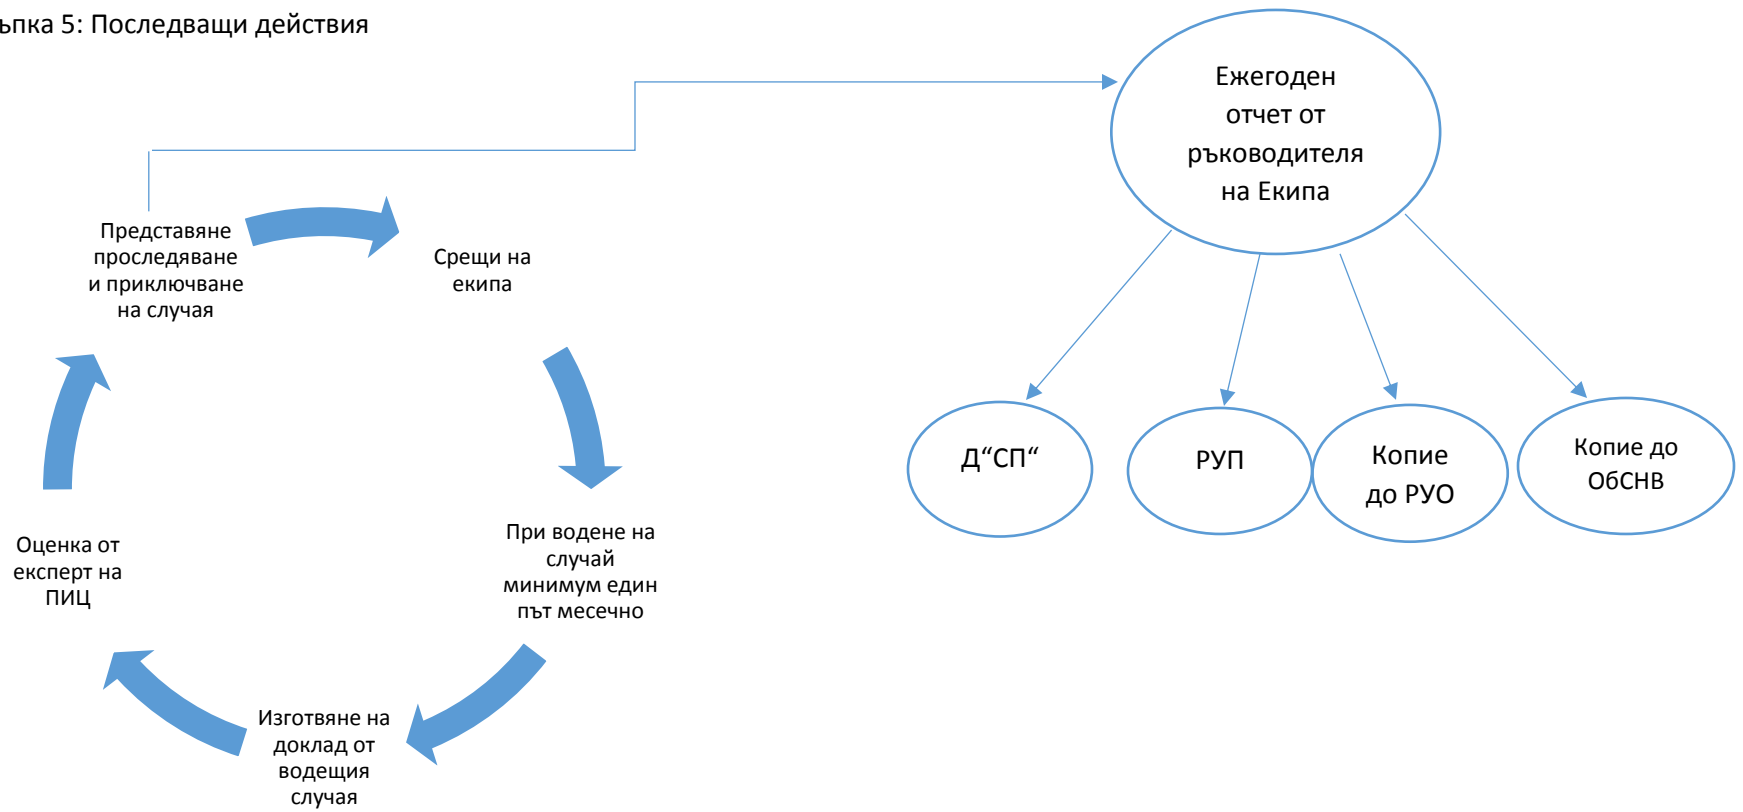 ъпка 5: Последващи действия
Ежегоден
отчет от
ръководителя
на Екипа
Представяне
проследяване
и приключване
на случая
Срещи на
екипа
При водене на
случай
минимум един
път месечно
Изготвяне на
доклад от
водещия
случая
Оценка от
експерт на
ПИЦ
Д“СП“
РУП
Копие
до РУО
Копие до
ОбСНВ